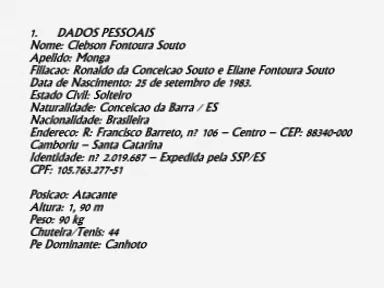 1. DADOS PESSOAIS
Nome: Clebson Fontoura Souto
Apelido: Monga
Filiacao: Ronaldo da Conceicao Souto e Eliane Fontoura Souto
Data de Nascimento: 25 de setembro de 1983.
Estado Civil: Solteiro
Naturalidade: Conceicao da Barra / ES
Nacionalidade: Brasileira
Endereco: R: Francisco Barreto, n? 106 – Centro – CEP: 88340-000
Camboriu – Santa Catarina
Identidade: n? 2.019.687 – Expedida pela SSP/ES
CPF: 105.763.277-51
Posicao: Atacante
Altura: 1, 90 m
Peso: 90 kg
Chuteira/Tenis: 44
Pe Dominante: Canhoto